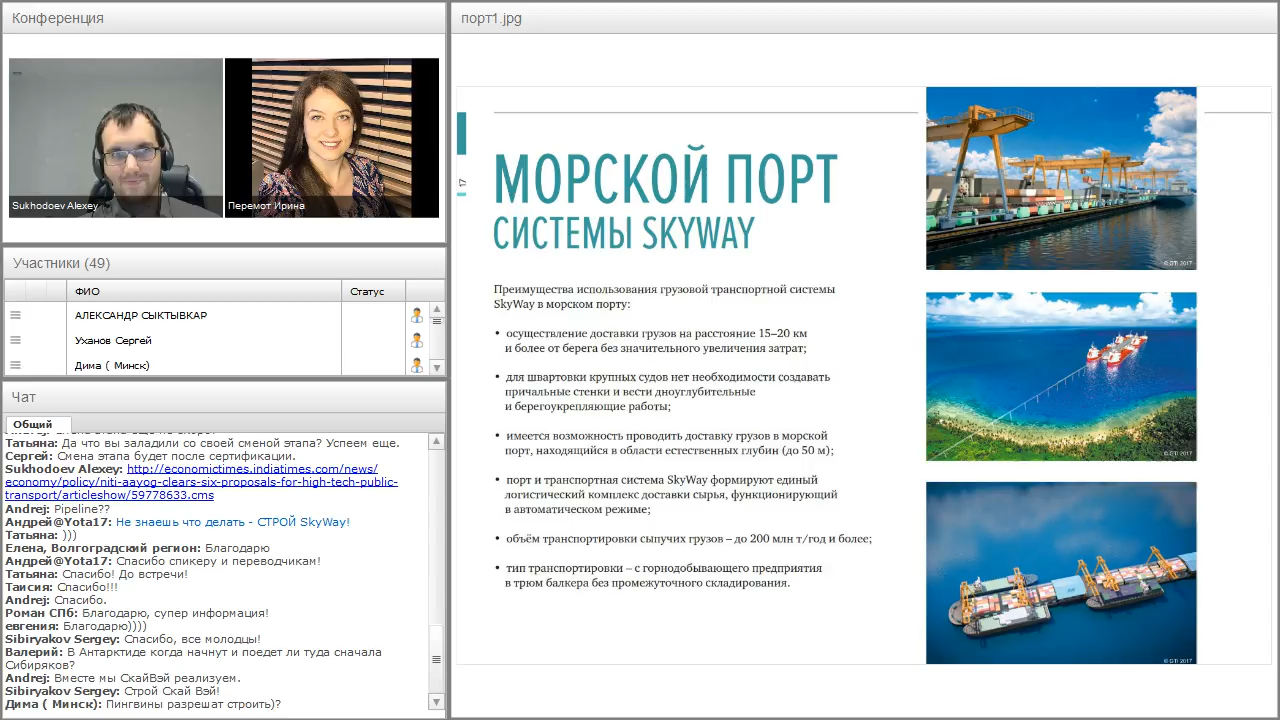 Конференция
Sukhodoev Alexey
Перемот Ирина
Участники (49)
ФИО
Статус
АЛЕКСАНДР СЫКТЫВКАР
Уханов Сергей
Дима ( Минск)
Чат
Общий
Татьяна: Да что вы заладили со своей сменой этапа? Успеем еще.
Сергей: Смена этапа будет после сертификации.
Sukhodoev Alexey: http://economictimes.indiatimes.com/news/
economy/policy/niti-aayog-clears-six-proposals-for-high-tech-public-
transport/articleshow/59778633.cms
Andrej: Pipeline??
Андрей@Yota17: Не знаешь что делать - СТРОЙ SkyWay!
Татьяна: )))
Елена, Волгоградский регион: Благодарю
Андрей@Yota17: Спасибо спикеру и переводчикам!
Татьяна: Спасибо! До встречи!
Таисия: Спасибо!!!
Andrej: Спасибо.
Роман СПб: Благодарю, супер информация!
евгения: Благодарю))))
Sibiryakov Sergey: Спасибо, все молодцы!
Валерий: В Антарктиде когда начнут и поедет ли туда сначала
Сибиряков?
Andrej: Вместе мы СкайВэй реализуем.
Sibiryakov Sergey: Строй Скай Вэй!
Дима ( Минск): Пингвины разрешат строить)?
порт1.jpg
17
МОРСКОЙ ПОРТ
СИСТЕМЫ SKYWAY
Преимущества использования грузовой транспортной системы
SkyWay в морском порту:
• осуществление доставки грузов на расстояние 15–20 км
и более от берега без значительного увеличения затрат;
• для швартовки крупных судов нет необходимости создавать
причальные стенки и вести дноуглубительные
и берегоукрепляющие работы;
• имеется возможность проводить доставку грузов в морской
порт, находящийся в области естественных глубин (до 50 м);
• порт и транспортная система SkyWay формируют единый
логистический комплекс доставки сырья, функционирующий
в автоматическом режиме;
• объём транспортировки сыпучих грузов – до 200 млн т/год и более;
• тип транспортировки – с горнодобывающего предприятия
в трюм балкера без промежуточного складирования.
© GTI 2017
© GTI 2017
© GTI 2017